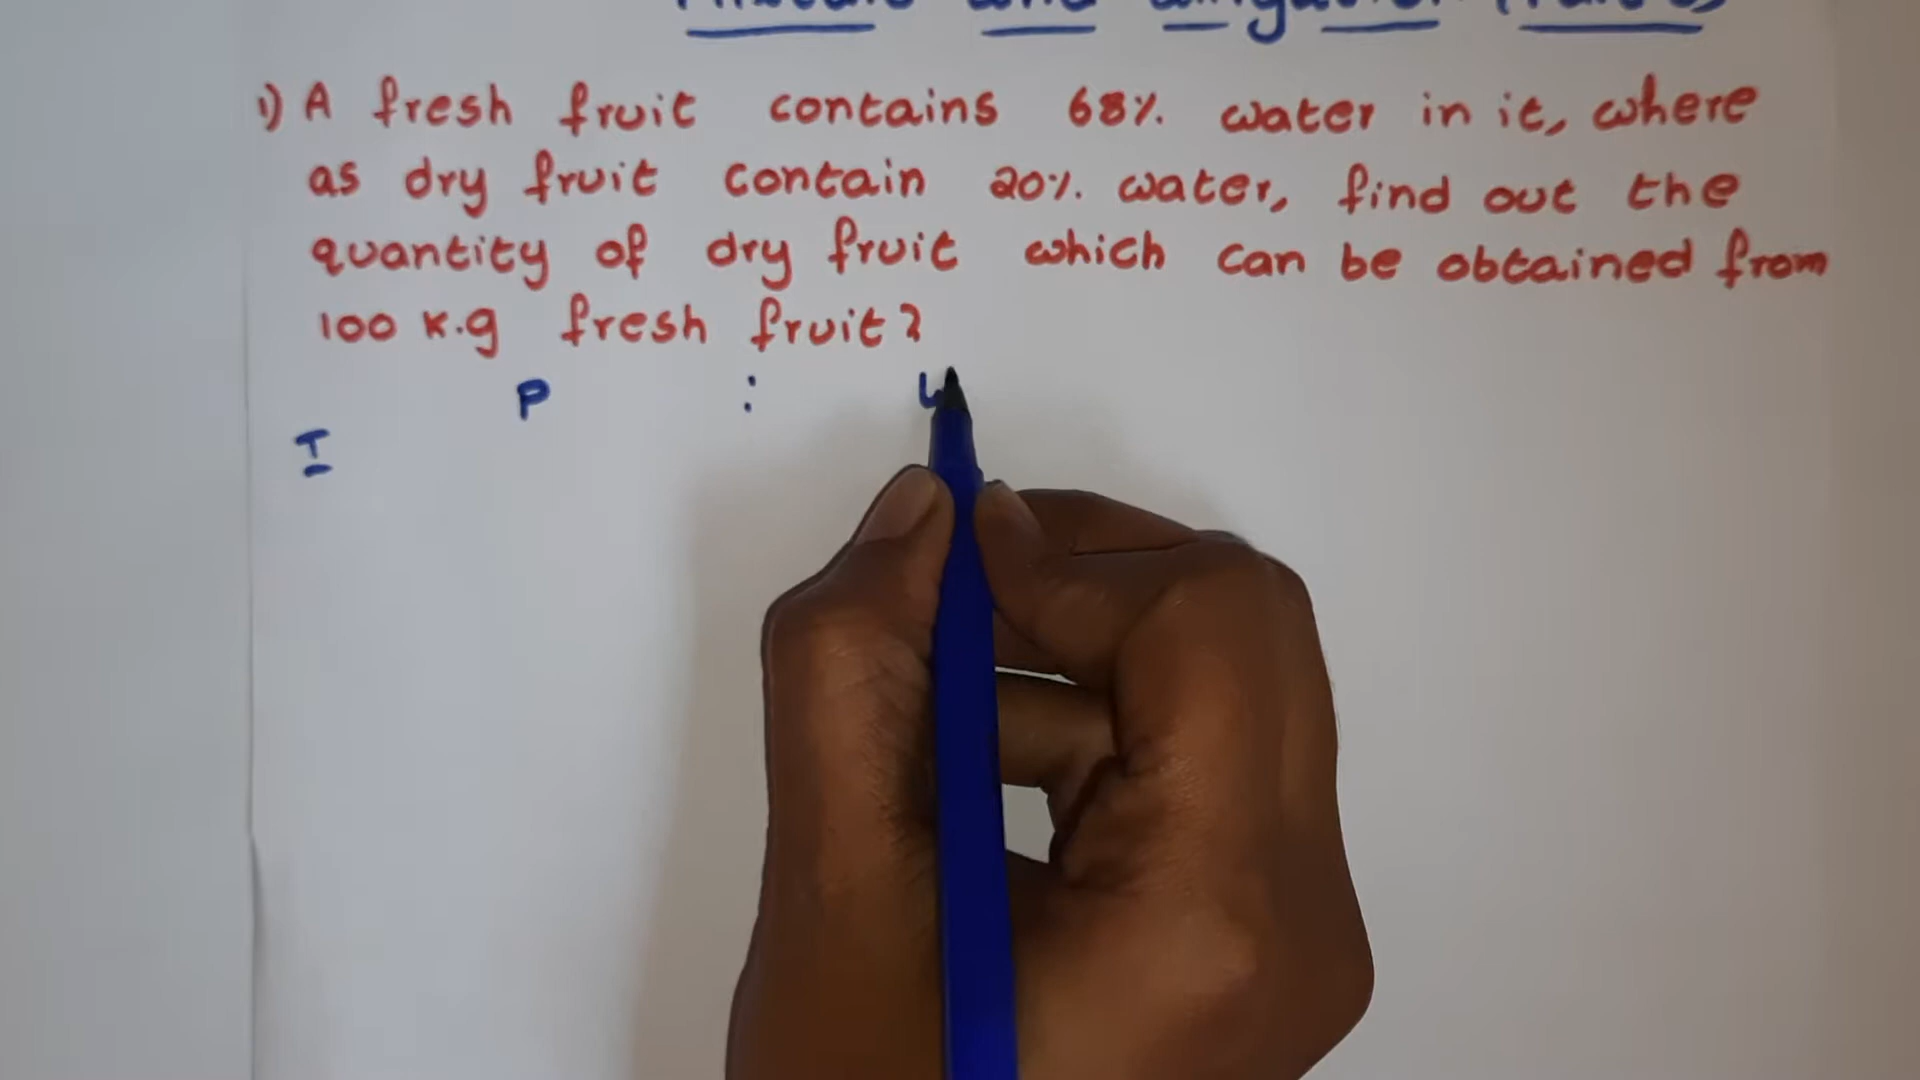 and
1) A fresh fruit contains 68% water in it, where
as dry fruit contain 20% water, find out the
quantity of dry fruit which can be obtained from
100 K.g fresh fruit?
P :
I